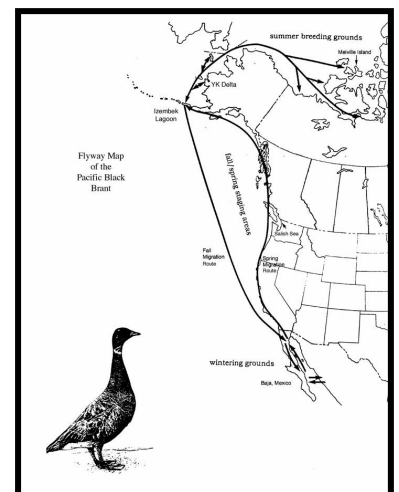 summer breeding grounds
Melville Island
YK Delta
Izembek
Lagoon
Flyway Map
of the
Pacific Black
Brant
fall/spring staging areas
Salish Sea
Fall
Migration
Route
Spring
Migration
Route
wintering grounds
Baja, Mexico